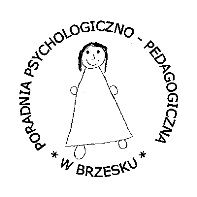 PORADNIA PSYCHOLOGICZNO - PEDAGOGICZNA
* W BRZESKU *